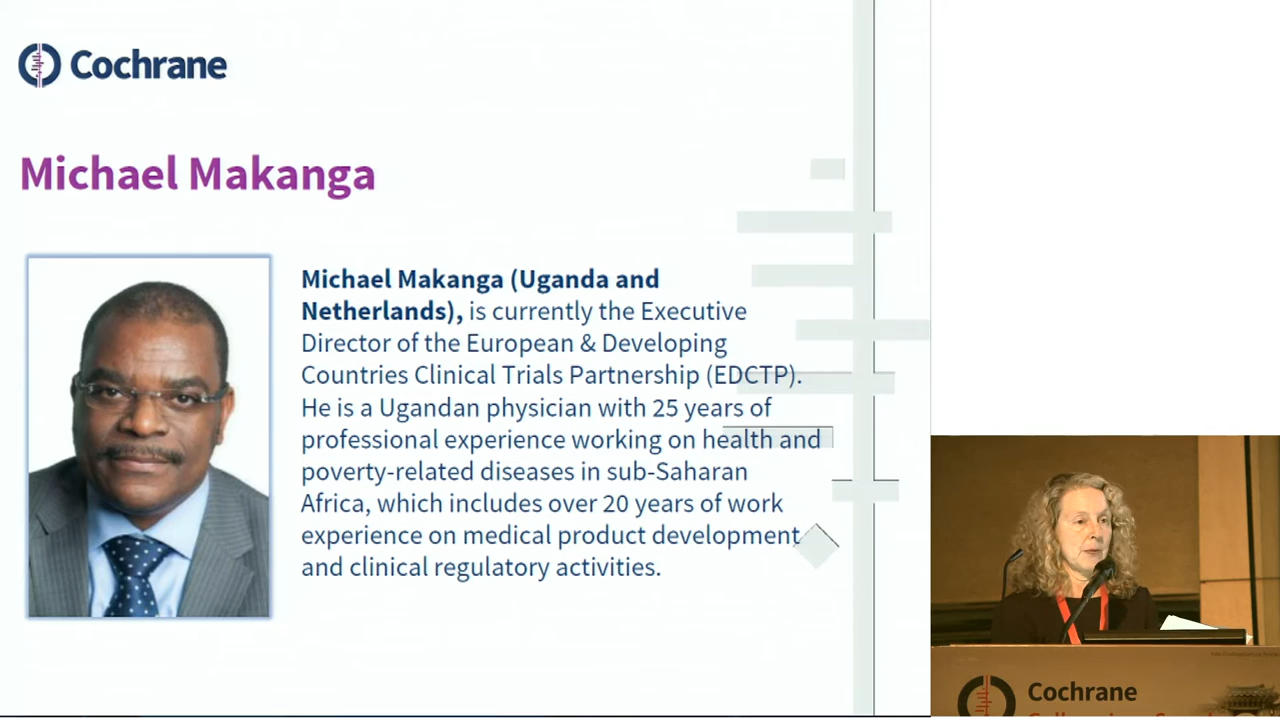 Cochrane
Michael Makanga
Michael Makanga (Uganda and
Netherlands), is currently the Executive
Director of the European & Developing
Countries Clinical Trials Partnership (EDCTP).
He is a Ugandan physician with 25 years of
professional experience working on health and
poverty-related diseases in sub-Saharan
Africa, which includes over 20 years of work
experience on medical product development
and clinical regulatory activities.
Cochrane